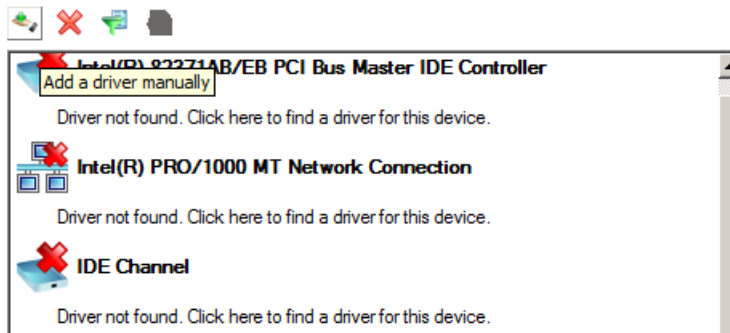 Intel(R) 82371AB/EB PCI Bus Master IDE Controller
Add a driver manually
Driver not found. Click here to find a driver for this device.
Intel(R) PRO/1000 MT Network Connection
Driver not found. Click here to find a driver for this device.
IDE Channel
Driver not found. Click here to find a driver for this device.